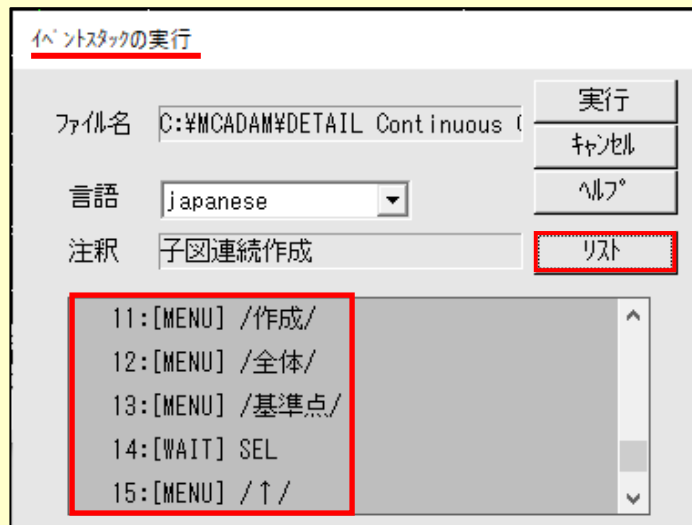 イベントスタックの実行
ファイル名 C:¥MCADAM¥DETAIL Continuous
実行
キャンセル
言語 japanese
ヘルプ
注釈 子図連続作成
リスト
11:[MENU] /作成/
12:[MENU] /全体/
13:[MENU] /基準点/
14:[WAIT] SEL
15:[MENU] /↑/